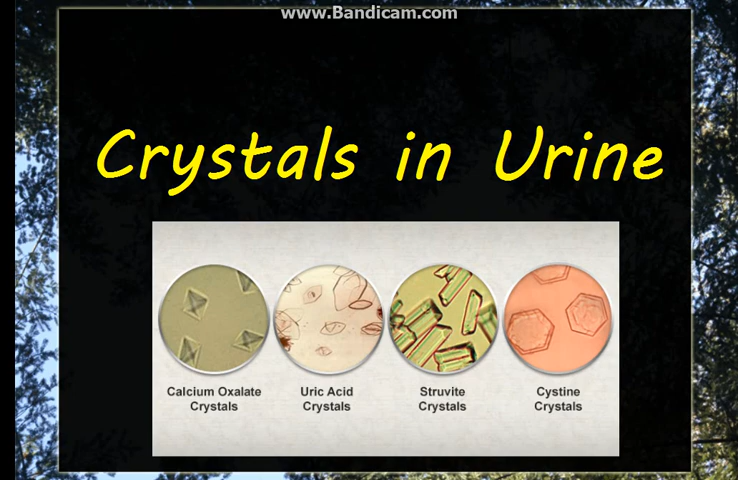 www.Bandicam.com
Crystals in Urine
Calcium Oxalate
Crystals
Uric Acid
Crystals
Struvite
Crystals
Cystine
Crystals